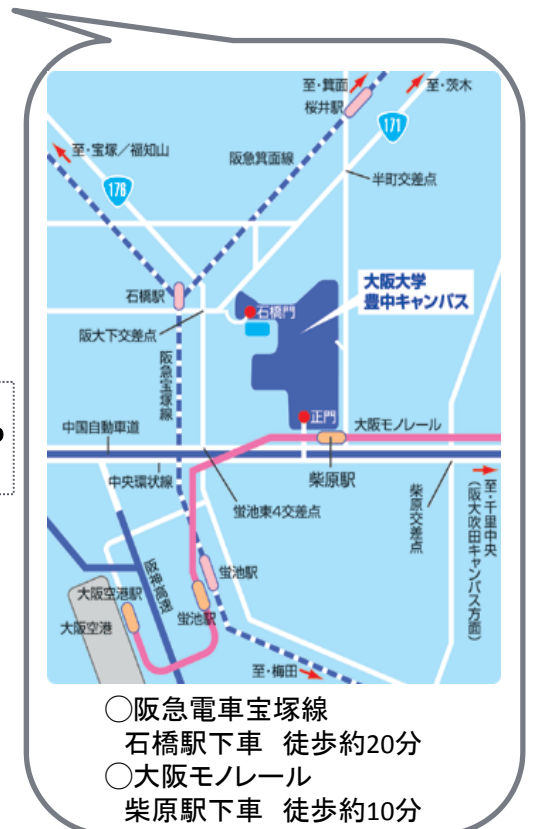 至・箕面
至・茨木
桜井駅
171
至・宝塚／福知山
阪急箕面線
半町交差点
178
大阪大学
豊中キャンパス
石橋駅
石橋門
阪大下交差点
阪急宝塚線
正門
大阪モノレール
中国自動車道
中央環状線
柴原駅
蛍池東4交差点
柴原交差点
至・千里中央
（阪大吹田キャンパス方面）
阪神高速
蛍池駅
大阪空港駅
蛍池駅
大阪空港
至・梅田
○阪急電車宝塚線
石橋駅下車　徒歩約20分
○大阪モノレール
柴原駅下車　徒歩約10分